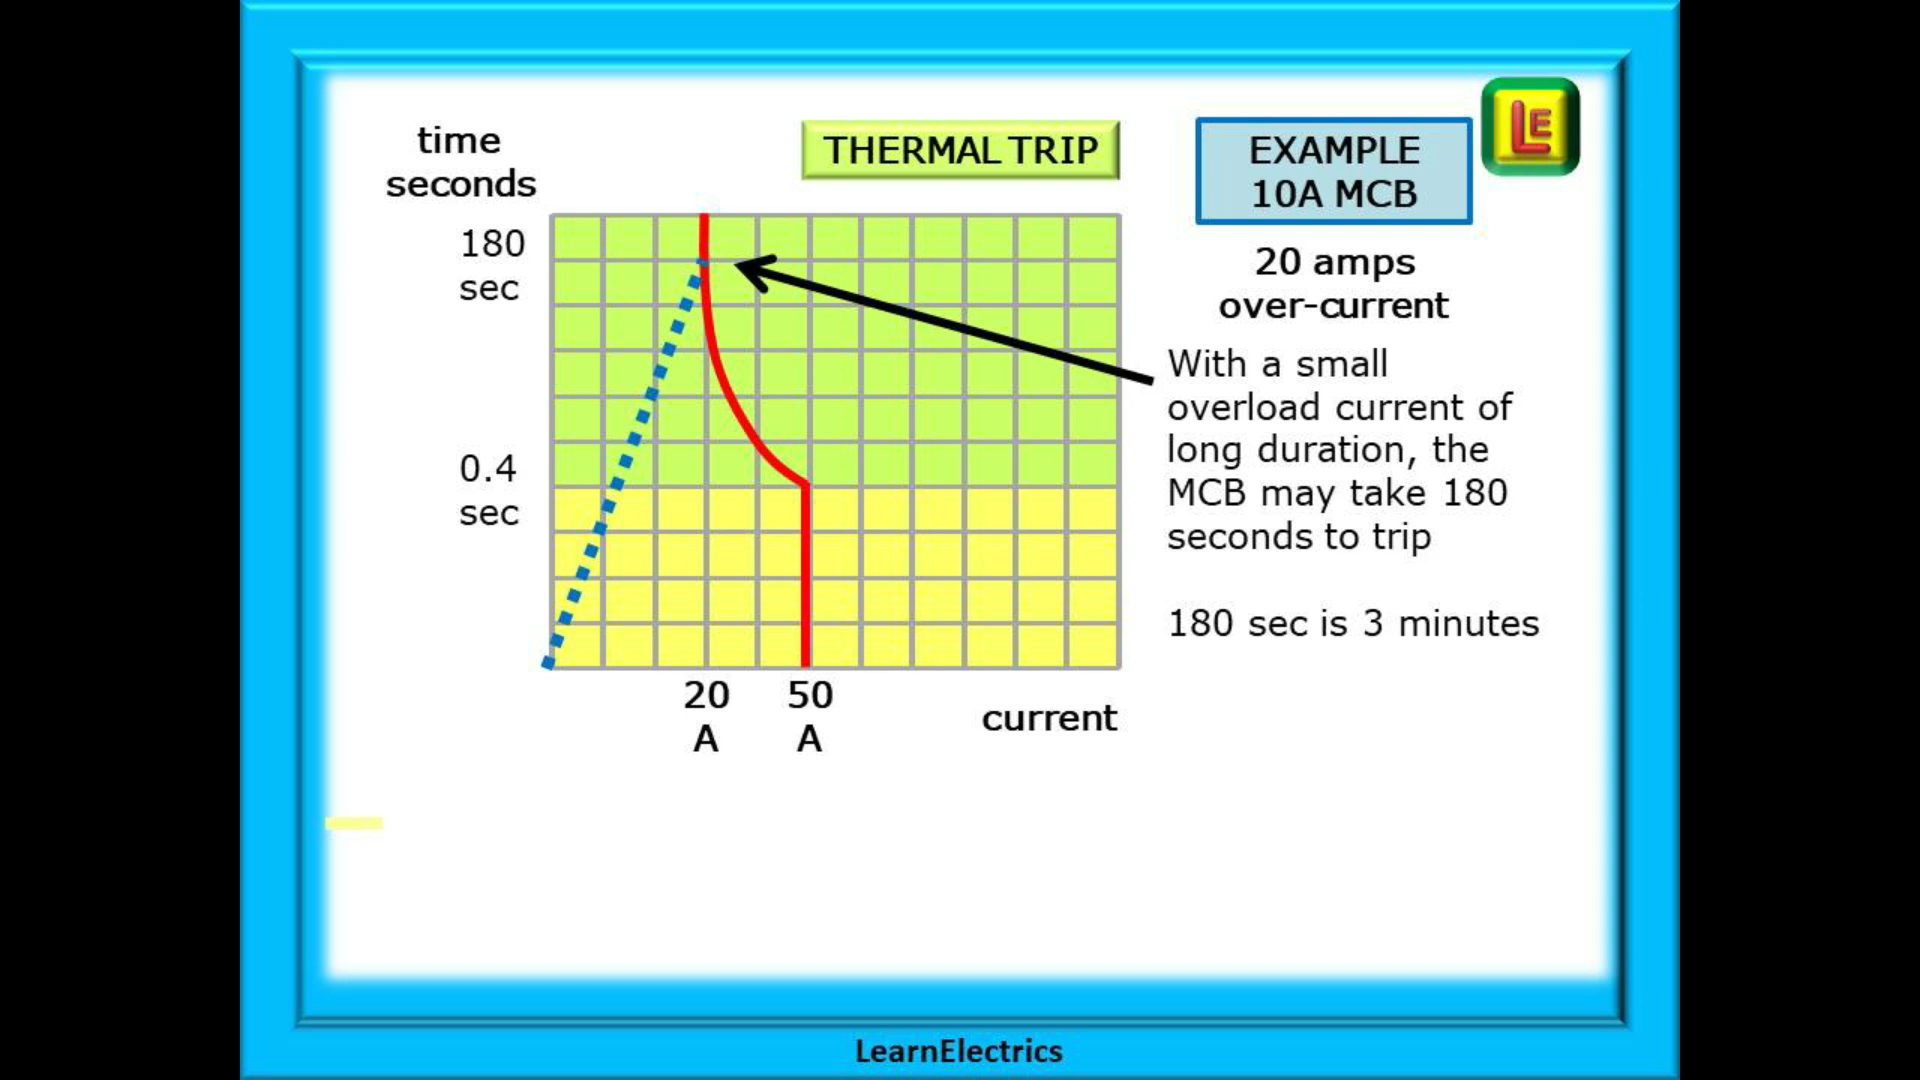 time
seconds
THERMAL TRIP
EXAMPLE
10A MCB
LE
180
sec
20 amps
over-current
With a small
overload current of
long duration, the
MCB may take 180
seconds to trip
0.4
sec
180 sec is 3 minutes
20
A
50
A
current
LearnElectrics